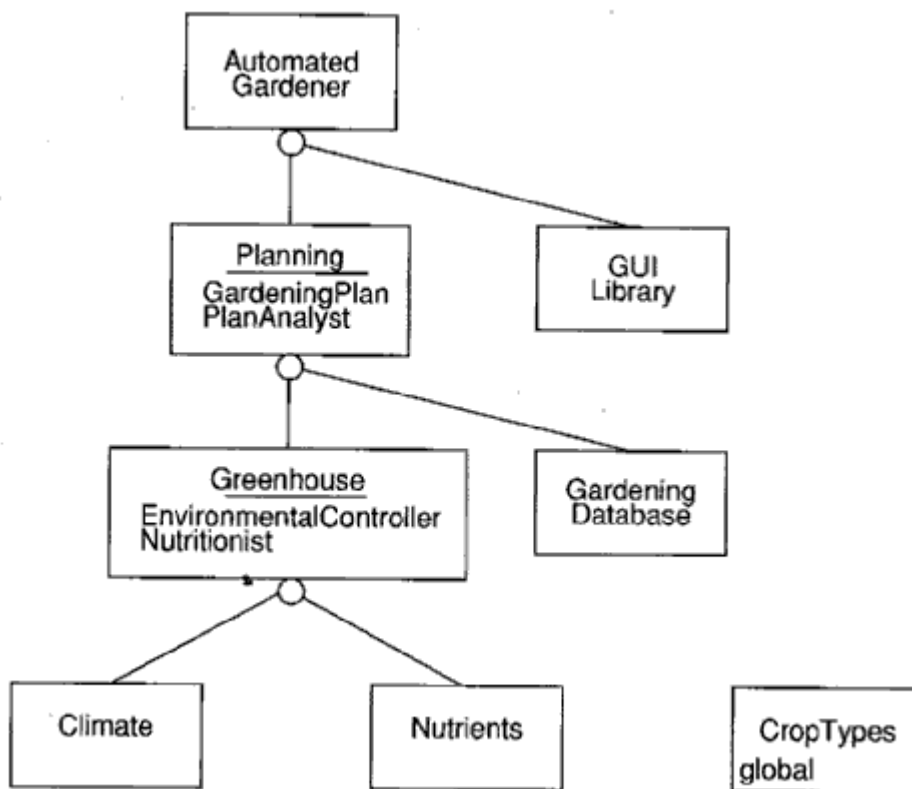 Automated
Gardener
Planning
GardeningPlan
PlanAnalyst
GUI
Library
Greenhouse
EnvironmentalController
Nutritionist
Gardening
Database
Climate
Nutrients
CropTypes
global